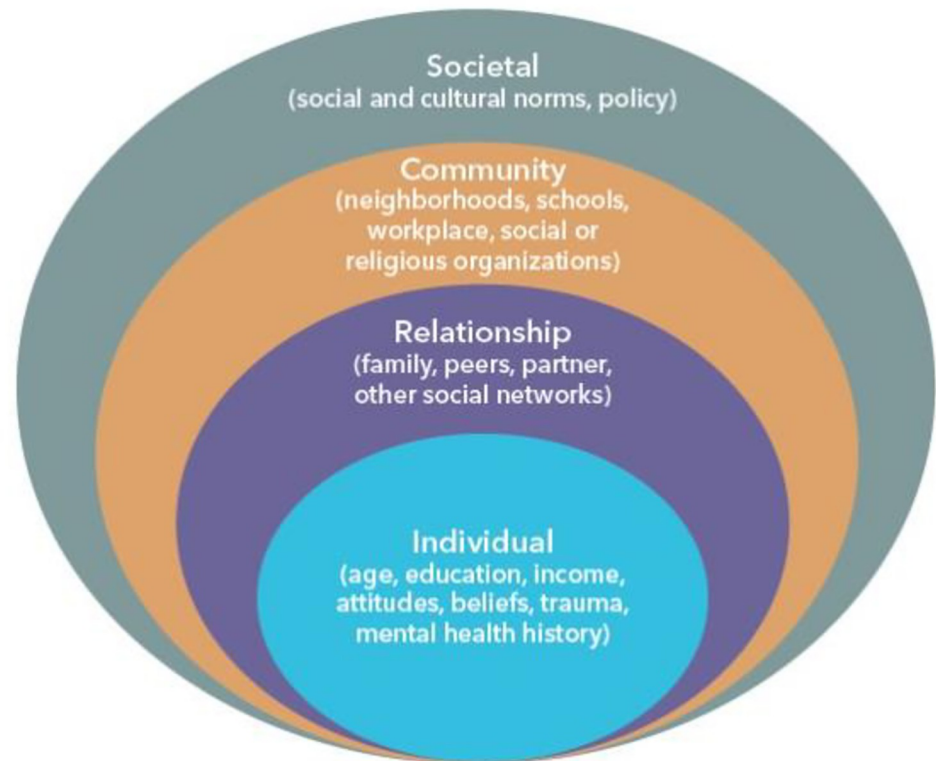 Societal
(social and cultural norms, policy)
Community
(neighborhoods, schools,
workplace, social or
religious organizations)
Relationship
(family, peers, partner,
other social networks)
Individual
(age, education, income,
attitudes, beliefs, trauma,
mental health history)